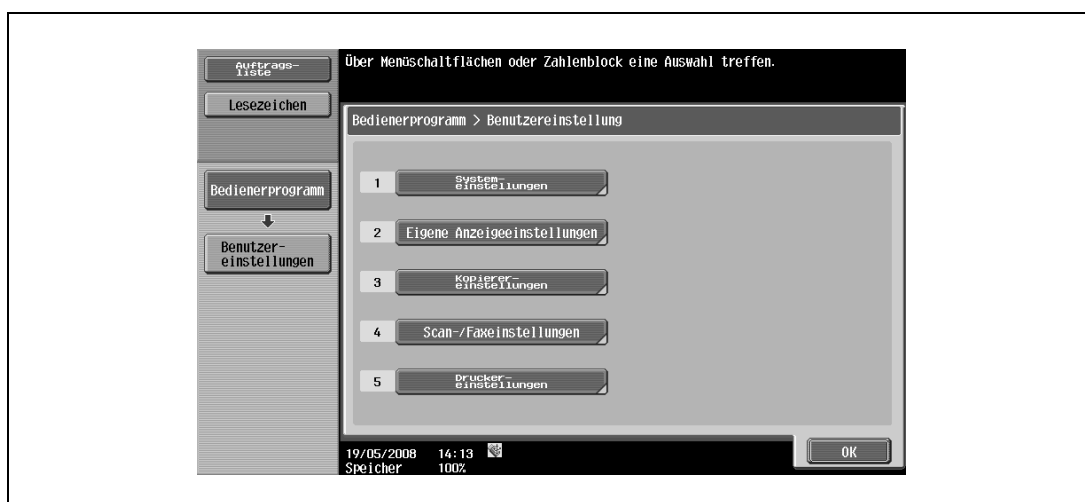 Auftrags-
liste
Lesezeichen
Bedienerprogramm
Benutzer-
einstellungen
Über Menüschaltflächen oder Zahlenblock eine Auswahl treffen.
Bedienerprogramm > Benutzereinstellung
1 System-
einstellungen
2 Eigene Anzeigeeinstellungen
3 Kopierer-
einstellungen
4 Scan-/Faxeinstellungen
5 Drucker-
einstellungen
19/05/2008 14:13
Speicher 100%
OK